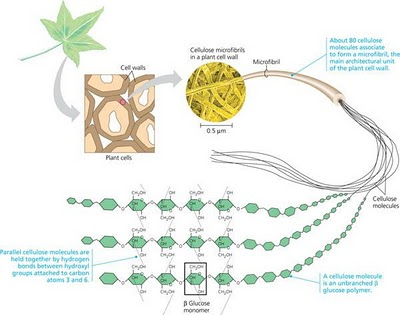 Cell walls
Cellulose microfibrils
in a plant cell wall
Microfibril
About 80 cellulose
molecules associate
to form a microfibril, the
main architectural unit
of the plant cell wall.
0.5 μm
Plant cells
Cellulose
molecules
Parallel cellulose molecules are
held together by hydrogen
bonds between hydroxyl
groups attached to carbon
atoms 3 and 6.
β Glucose
monomer
A cellulose molecule
is an unbranched β
glucose polymer.